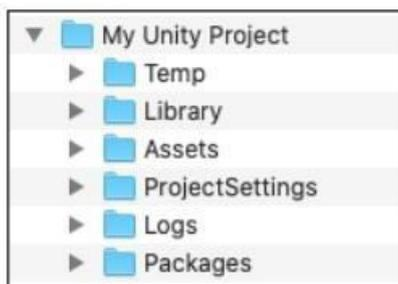 My Unity Project
Temp
Library
Assets
ProjectSettings
Logs
Packages